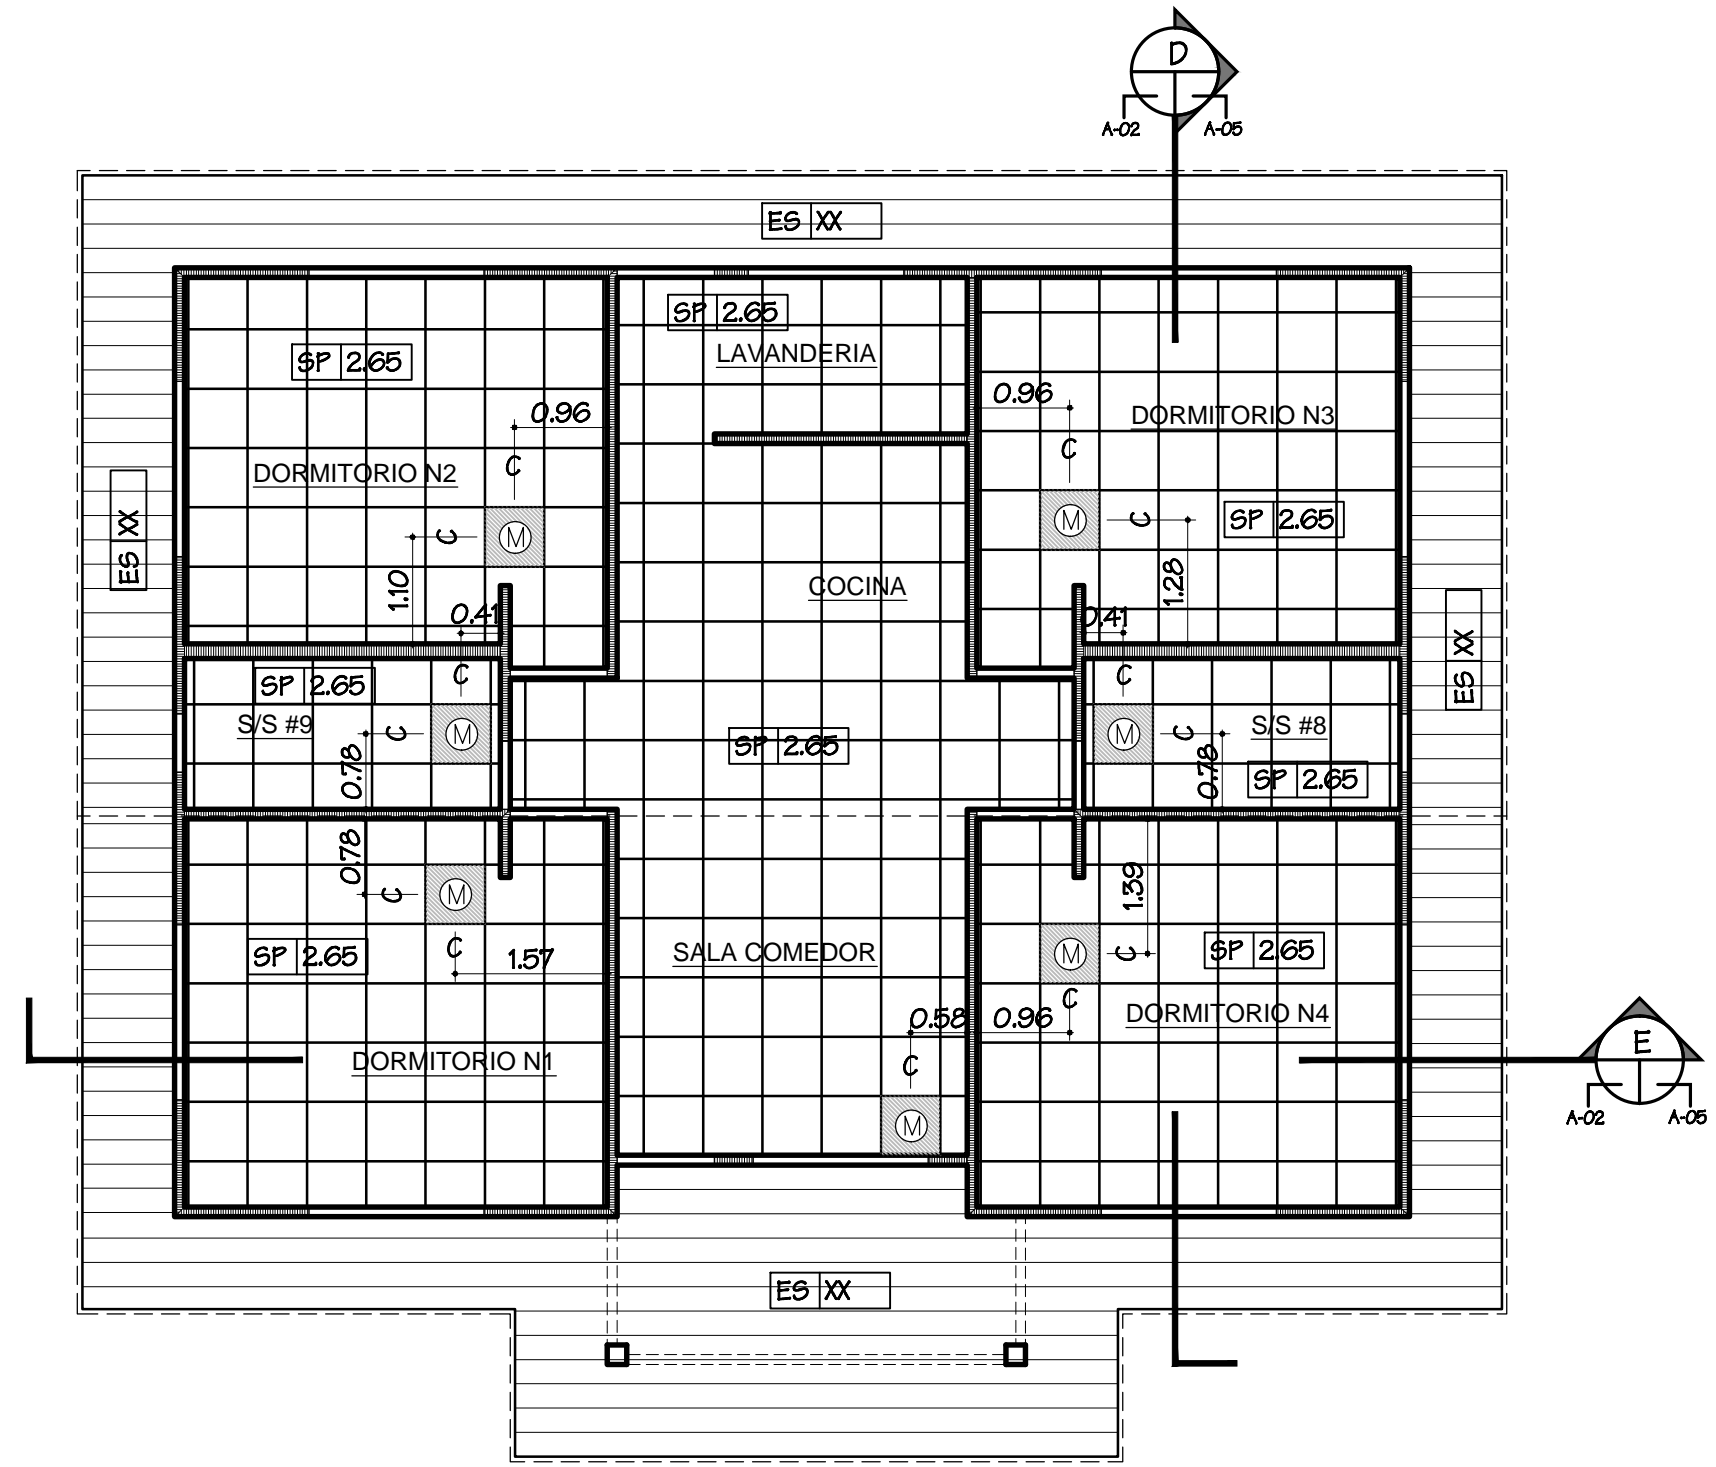 D
A-02 A-05
ES XX
SP 2.65
LAVANDERIA
SP 2.65
0.96
0.96
DORMITORIO N3
C
C
DORMITORIO N2
ES XX
M
C
1.10
M
C
SP 2.65
1.28
COCINA
0.41
0.41
ES XX
C
C
SP 2.65
S/S #9
C
M
0.78
SP 2.65
M
C
S/S #8
0.78
SP 2.65
0.78
C
M
C
1.57
SP 2.65
SALA COMEDOR
1.39
M
C
C
SP 2.65
DORMITORIO N4
0.58
0.96
C
M
DORMITORIO N1
E
A-02 A-05
ES XX